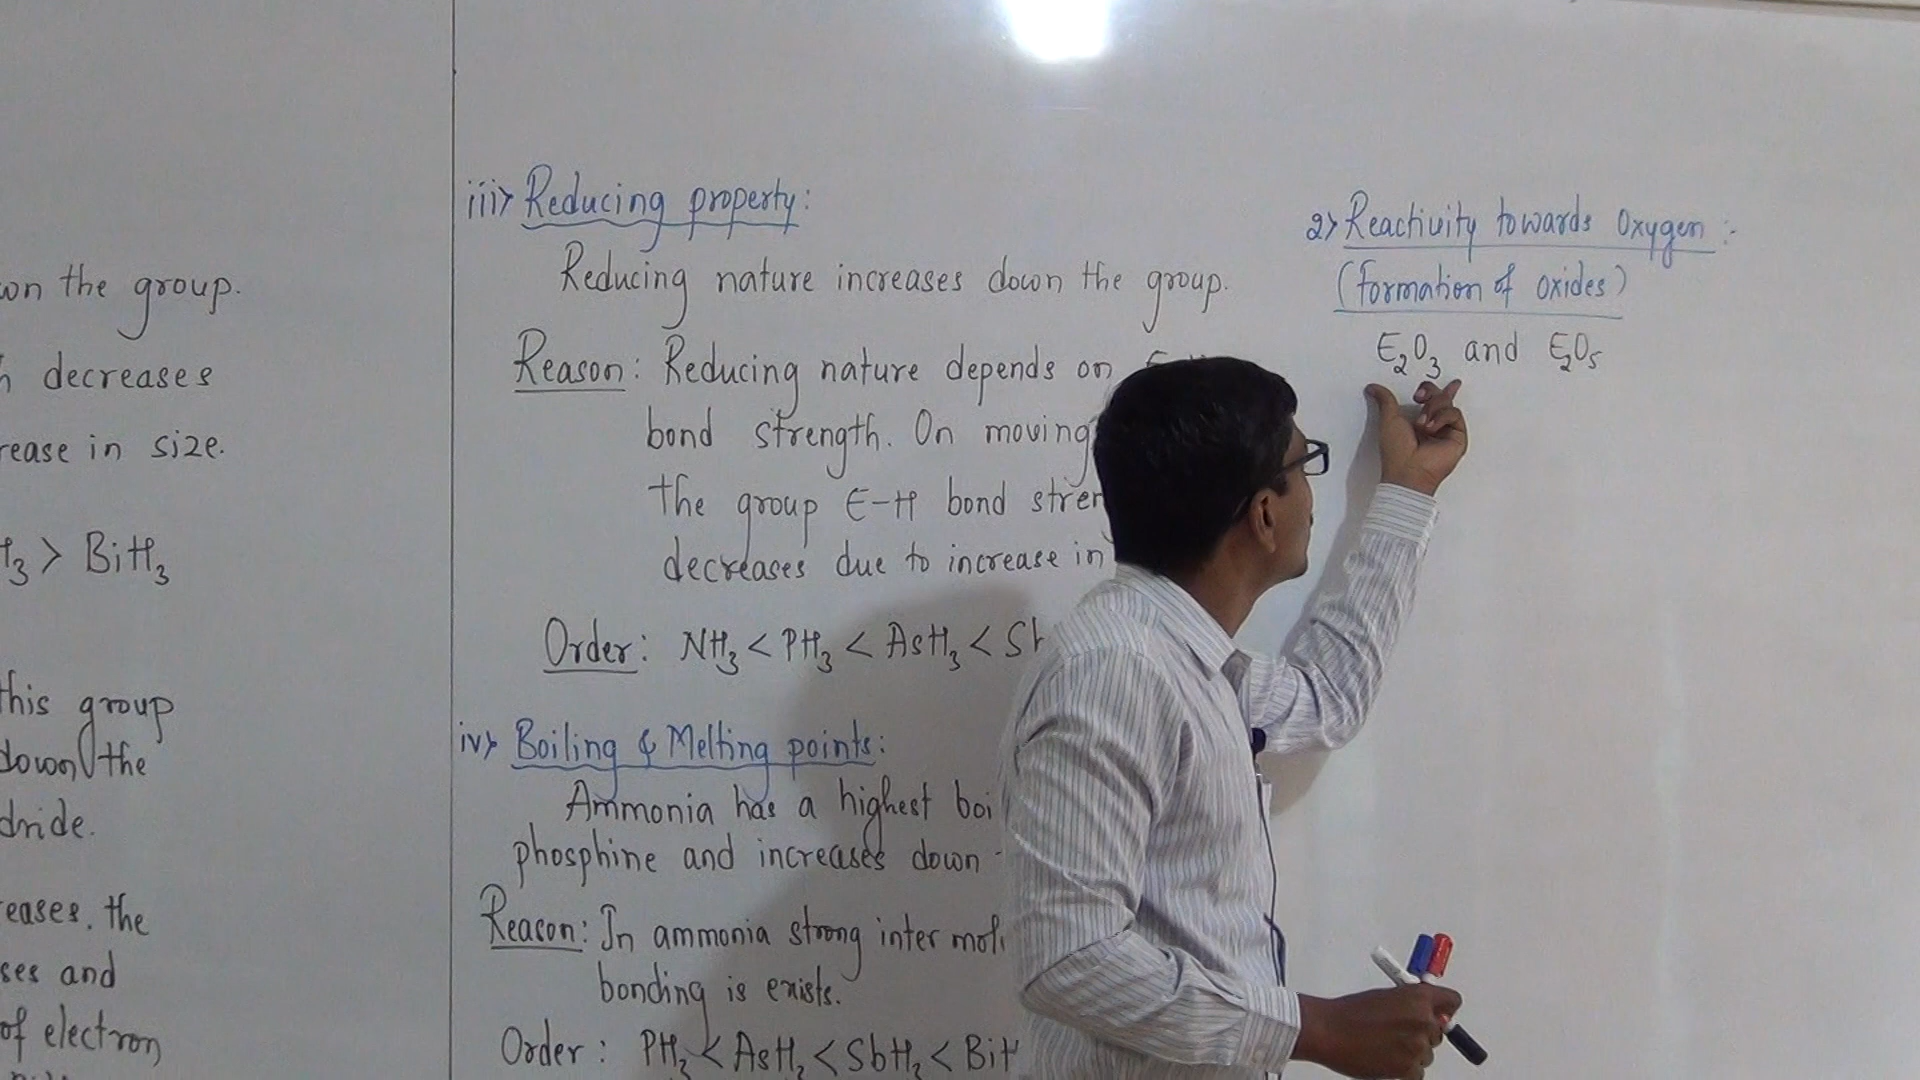 on the group.
decreases
rease in size.
H₃ > BiH₃
this group
down the
dride.
eases. the
ses and
of electron
iii> Reducing property:
Reducing nature increases down the group.
Reason: Reducing nature depends on
bond strength. On moving
the group E-H bond stren
decreases due to increase in
Order: NH₃ < PH₃ < AsH₃ < Sb
iv> Boiling & Melting points:
Ammonia has a highest boi
phosphine and increases down
Reason: In ammonia strong inter mol
bonding is exists.
Order: PH₃ < AsH₃ < SbH₃ < BiH
2> Reactivity towards Oxygen :-
(formation of oxides)
E₂O₃ and E₂O₅